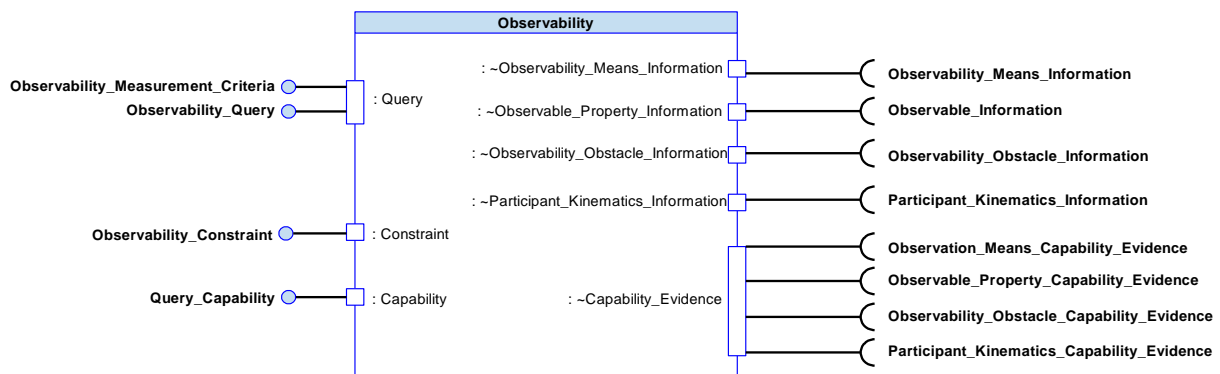 Observability
Observability_Measurement_Criteria
Observability_Query
: Query
Observability_Constraint
: Constraint
Query_Capability
: Capability
: ~Observability_Means_Information
Observability_Means_Information
: ~Observable_Property_Information
Observable_Information
: ~Observability_Obstacle_Information
Observability_Obstacle_Information
: ~Participant_Kinematics_Information
Participant_Kinematics_Information
: ~Capability_Evidence
Observation_Means_Capability_Evidence
Observable_Property_Capability_Evidence
Observability_Obstacle_Capability_Evidence
Participant_Kinematics_Capability_Evidence